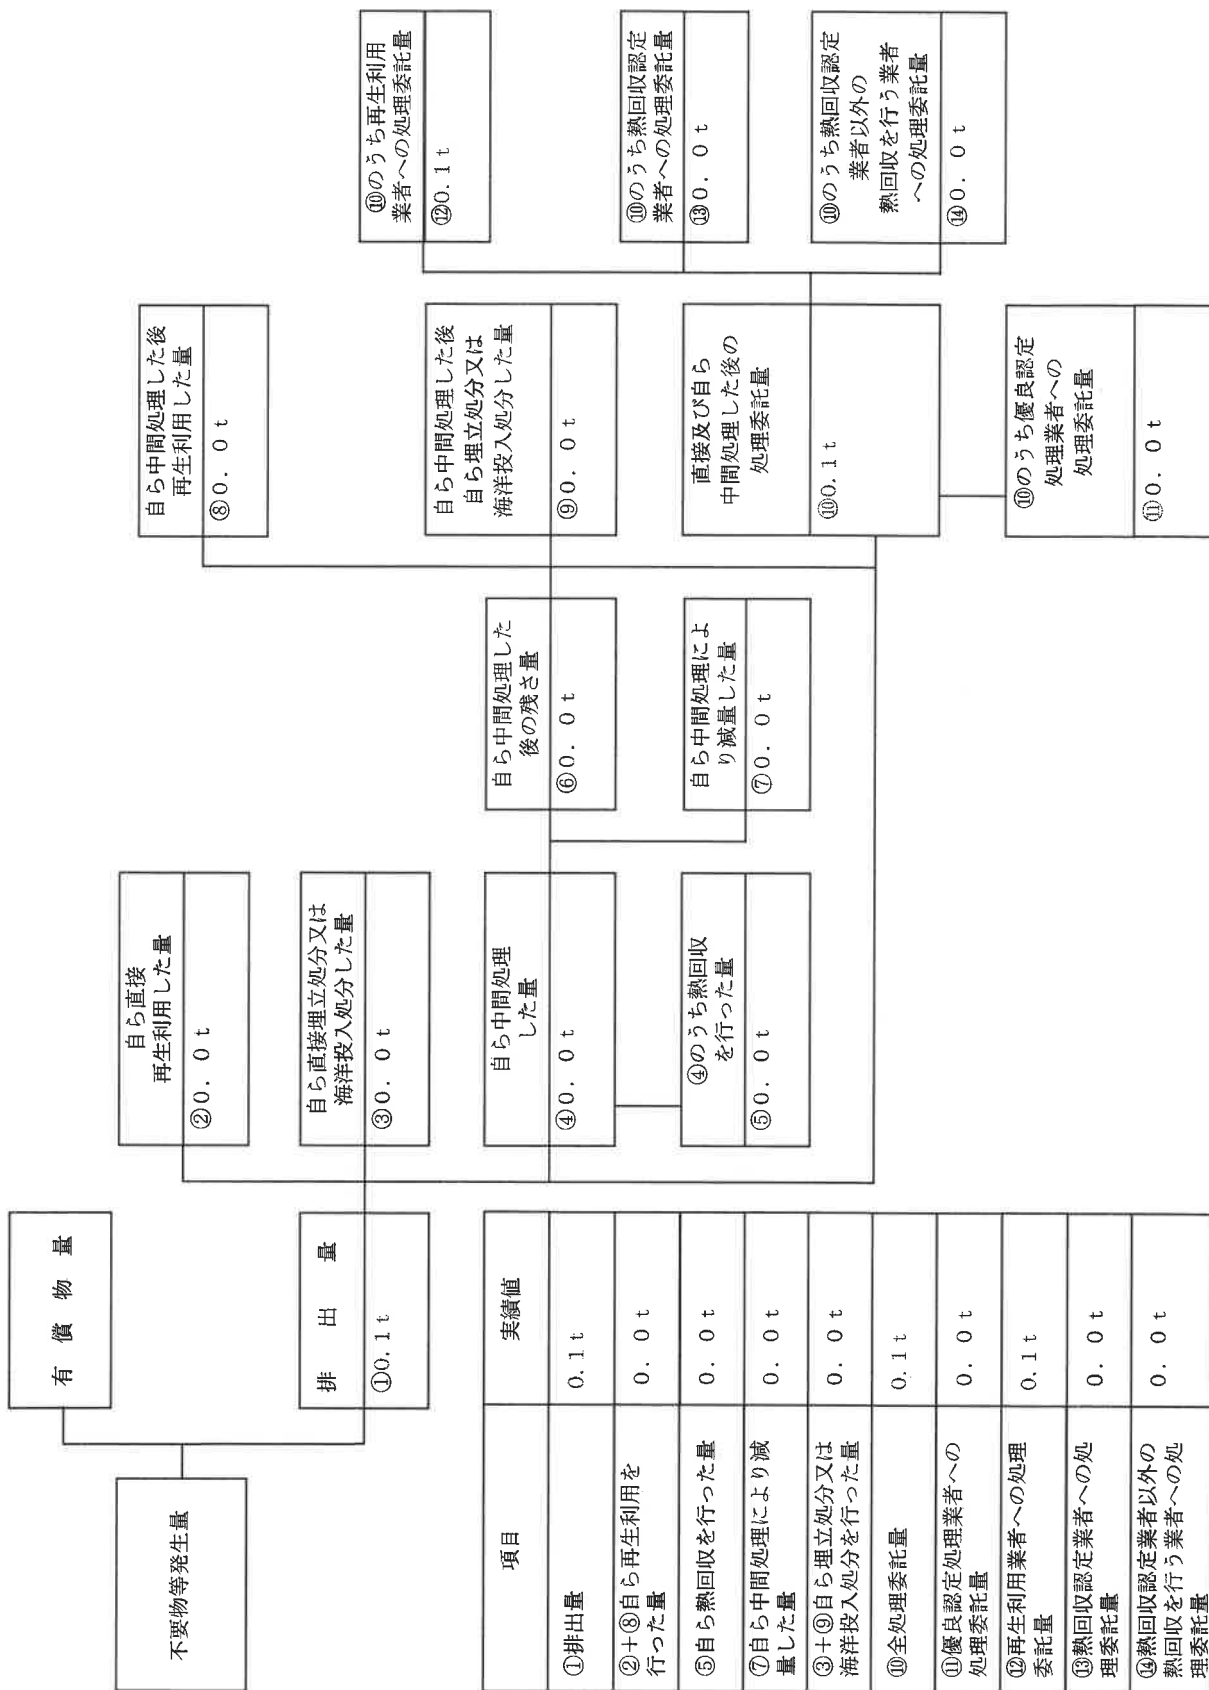 不要物等発生量
有償物量
排出量
①0.1t
自ら直接
再生利用した量
②0.0t
自ら直接埋立処分又は
海洋投入処分した量
③0.0t
自ら中間処理
した量
④0.0t
④のうち熱回収
を行った量
⑤0.0t
自ら中間処理した
後の残さ量
⑥0.0t
自ら中間処理によ
り減量した量
⑦0.0t
自ら中間処理した後
再生利用した量
⑧0.0t
自ら中間処理した後
自ら埋立処分又は
海洋投入処分した量
⑨0.0t
直接及び自ら
中間処理した後の
処理委託量
⑩0.1t
⑩のうち優良認定
処理業者への
処理委託量
⑪0.0t
⑩のうち再生利用
業者への処理委託量
⑫0.1t
⑩のうち熱回収認定
業者への処理委託量
⑬0.0t
⑩のうち熱回収認定
業者以外の
熱回収を行う業者
への処理委託量
⑭0.0t
項目 実績値
①排出量 0.1t
②+⑧自ら再生利用を
行った量 0.0t
⑤自ら熱回収を行った量 0.0t
⑦自ら中間処理により減
量した量 0.0t
③+⑨自ら埋立処分又は
海洋投入処分を行った量 0.0t
⑩全処理委託量 0.1t
⑪優良認定処理業者への
処理委託量 0.0t
⑫再生利用業者への処理
委託量 0.1t
⑬熱回収認定業者への処
理委託量 0.0t
⑭熱回収認定業者以外の
熱回収を行う業者への処
理委託量 0.0t